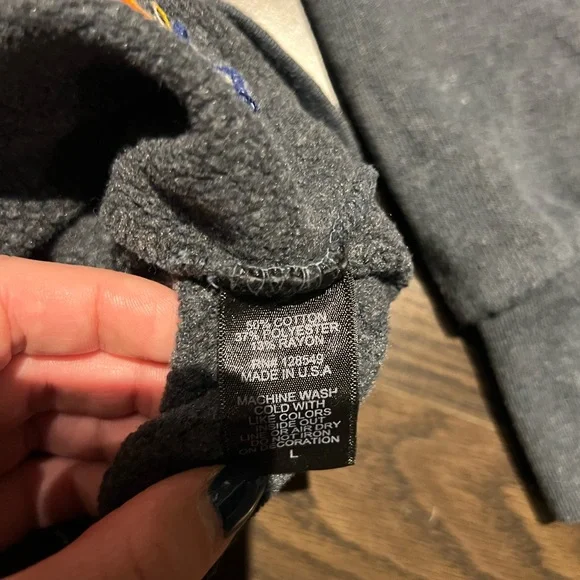 50% COTTON
37% POLYESTER
13% RAYON
RN# 128549
MADE IN U.S.A
MACHINE WASH
COLD WITH
LIKE COLORS
INSIDE OUT
LINE OR AIR DRY
DO NOT IRON
ON DECORATION
L